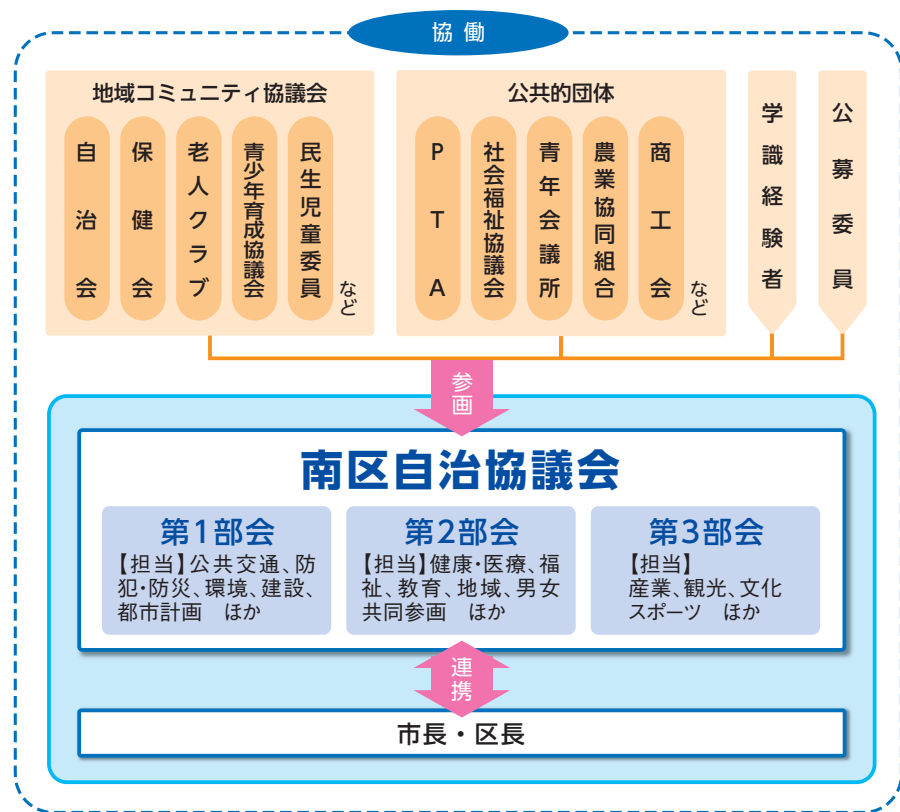 協働
地域コミュニティ協議会
自治会
保健会
老人クラブ
青少年育成協議会
民生児童委員
など
公共的団体
PTA
社会福祉協議会
青年会議所
農業協同組合
商工会
など
学識経験者
公募委員
参画
南区自治協議会
第1部会
【担当】公共交通、防
犯・防災、環境、建設、
都市計画　ほか
第2部会
【担当】健康・医療、福
祉、教育、地域、男女
共同参画　ほか
第3部会
【担当】
産業、観光、文化
スポーツ　ほか
連携
市長・区長